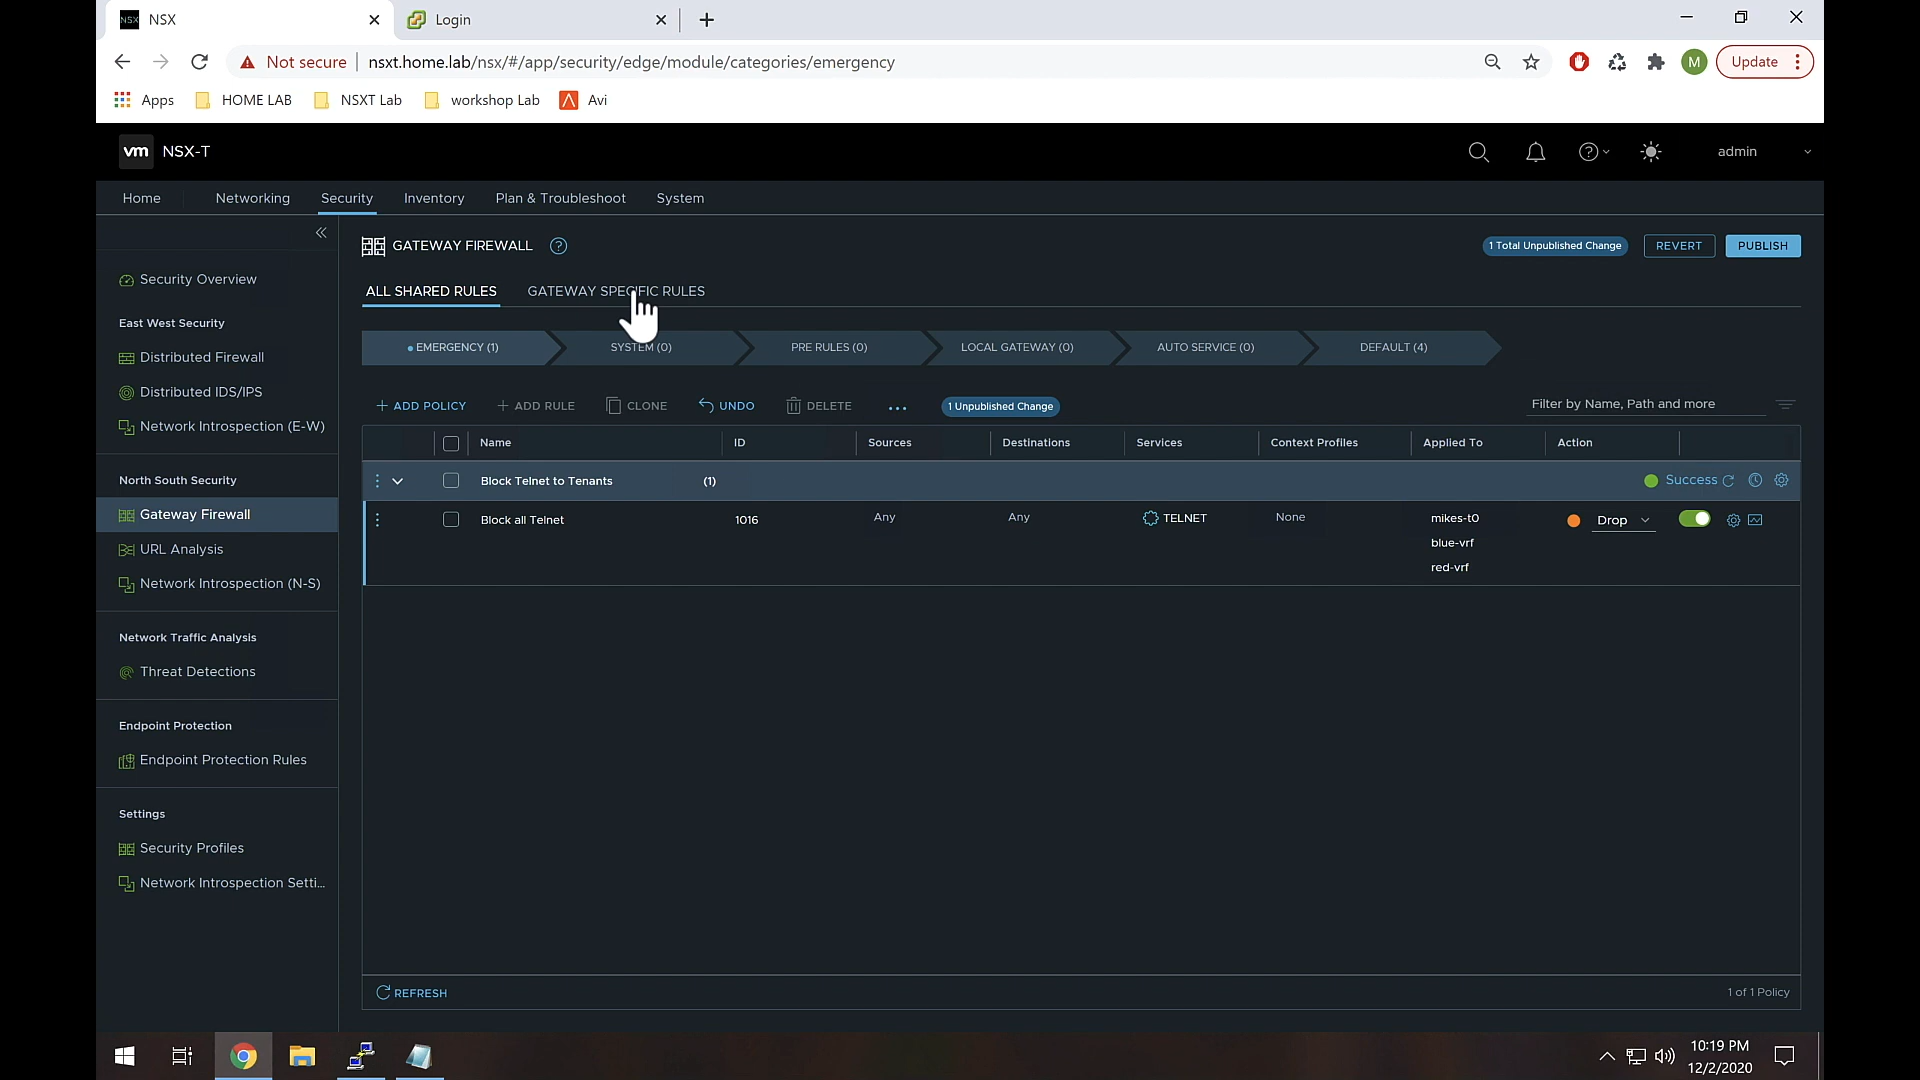 NSX
Login
Not secure
nsxt.home.lab/nsx/#/app/security/edge/module/categories/emergency
M
Update
Apps
HOME LAB
NSXT Lab
workshop Lab
Avi
vm NSX-T
admin
Home
Networking
Security
Inventory
Plan & Troubleshoot
System
GATEWAY FIREWALL
1 Total Unpublished Change
REVERT
PUBLISH
ALL SHARED RULES
GATEWAY SPECIFIC RULES
EMERGENCY (1)
SYSTEM (0)
PRE RULES (0)
LOCAL GATEWAY (0)
AUTO SERVICE (0)
DEFAULT (4)
+ ADD POLICY
+ ADD RULE
CLONE
UNDO
DELETE
...
1 Unpublished Change
Filter by Name, Path and more
Name
ID
Sources
Destinations
Services
Context Profiles
Applied To
Action
Block Telnet to Tenants
(1)
Success
Block all Telnet
1016
Any
Any
TELNET
None
mikes-t0
blue-vrf
red-vrf
Drop
REFRESH
1 of 1 Policy
Security Overview
East West Security
Distributed Firewall
Distributed IDS/IPS
Network Introspection (E-W)
North South Security
Gateway Firewall
URL Analysis
Network Introspection (N-S)
Network Traffic Analysis
Threat Detections
Endpoint Protection
Endpoint Protection Rules
Settings
Security Profiles
Network Introspection Setti...
10:19 PM
12/2/2020